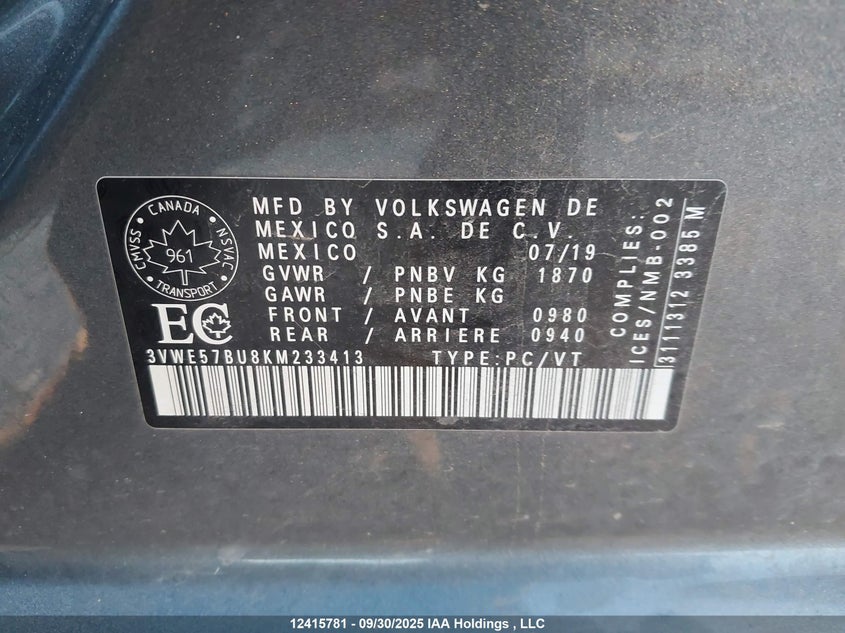 CANADA
CMVSS
NSVAC
961
TRANSPORT
EC
MFD BY VOLKSWAGEN DE
MEXICO S.A. DE C.V.
MEXICO 07/19
GVWR / PNBV KG 1870
GAWR / PNBE KG
FRONT / AVANT 0980
REAR / ARRIERE 0940
3VWE57BU8KM233413 TYPE:PC/VT
COMPLIES:
ICES/NMB-002
3111312 3385 M
12415781 - 09/30/2025 IAA Holdings , LLC